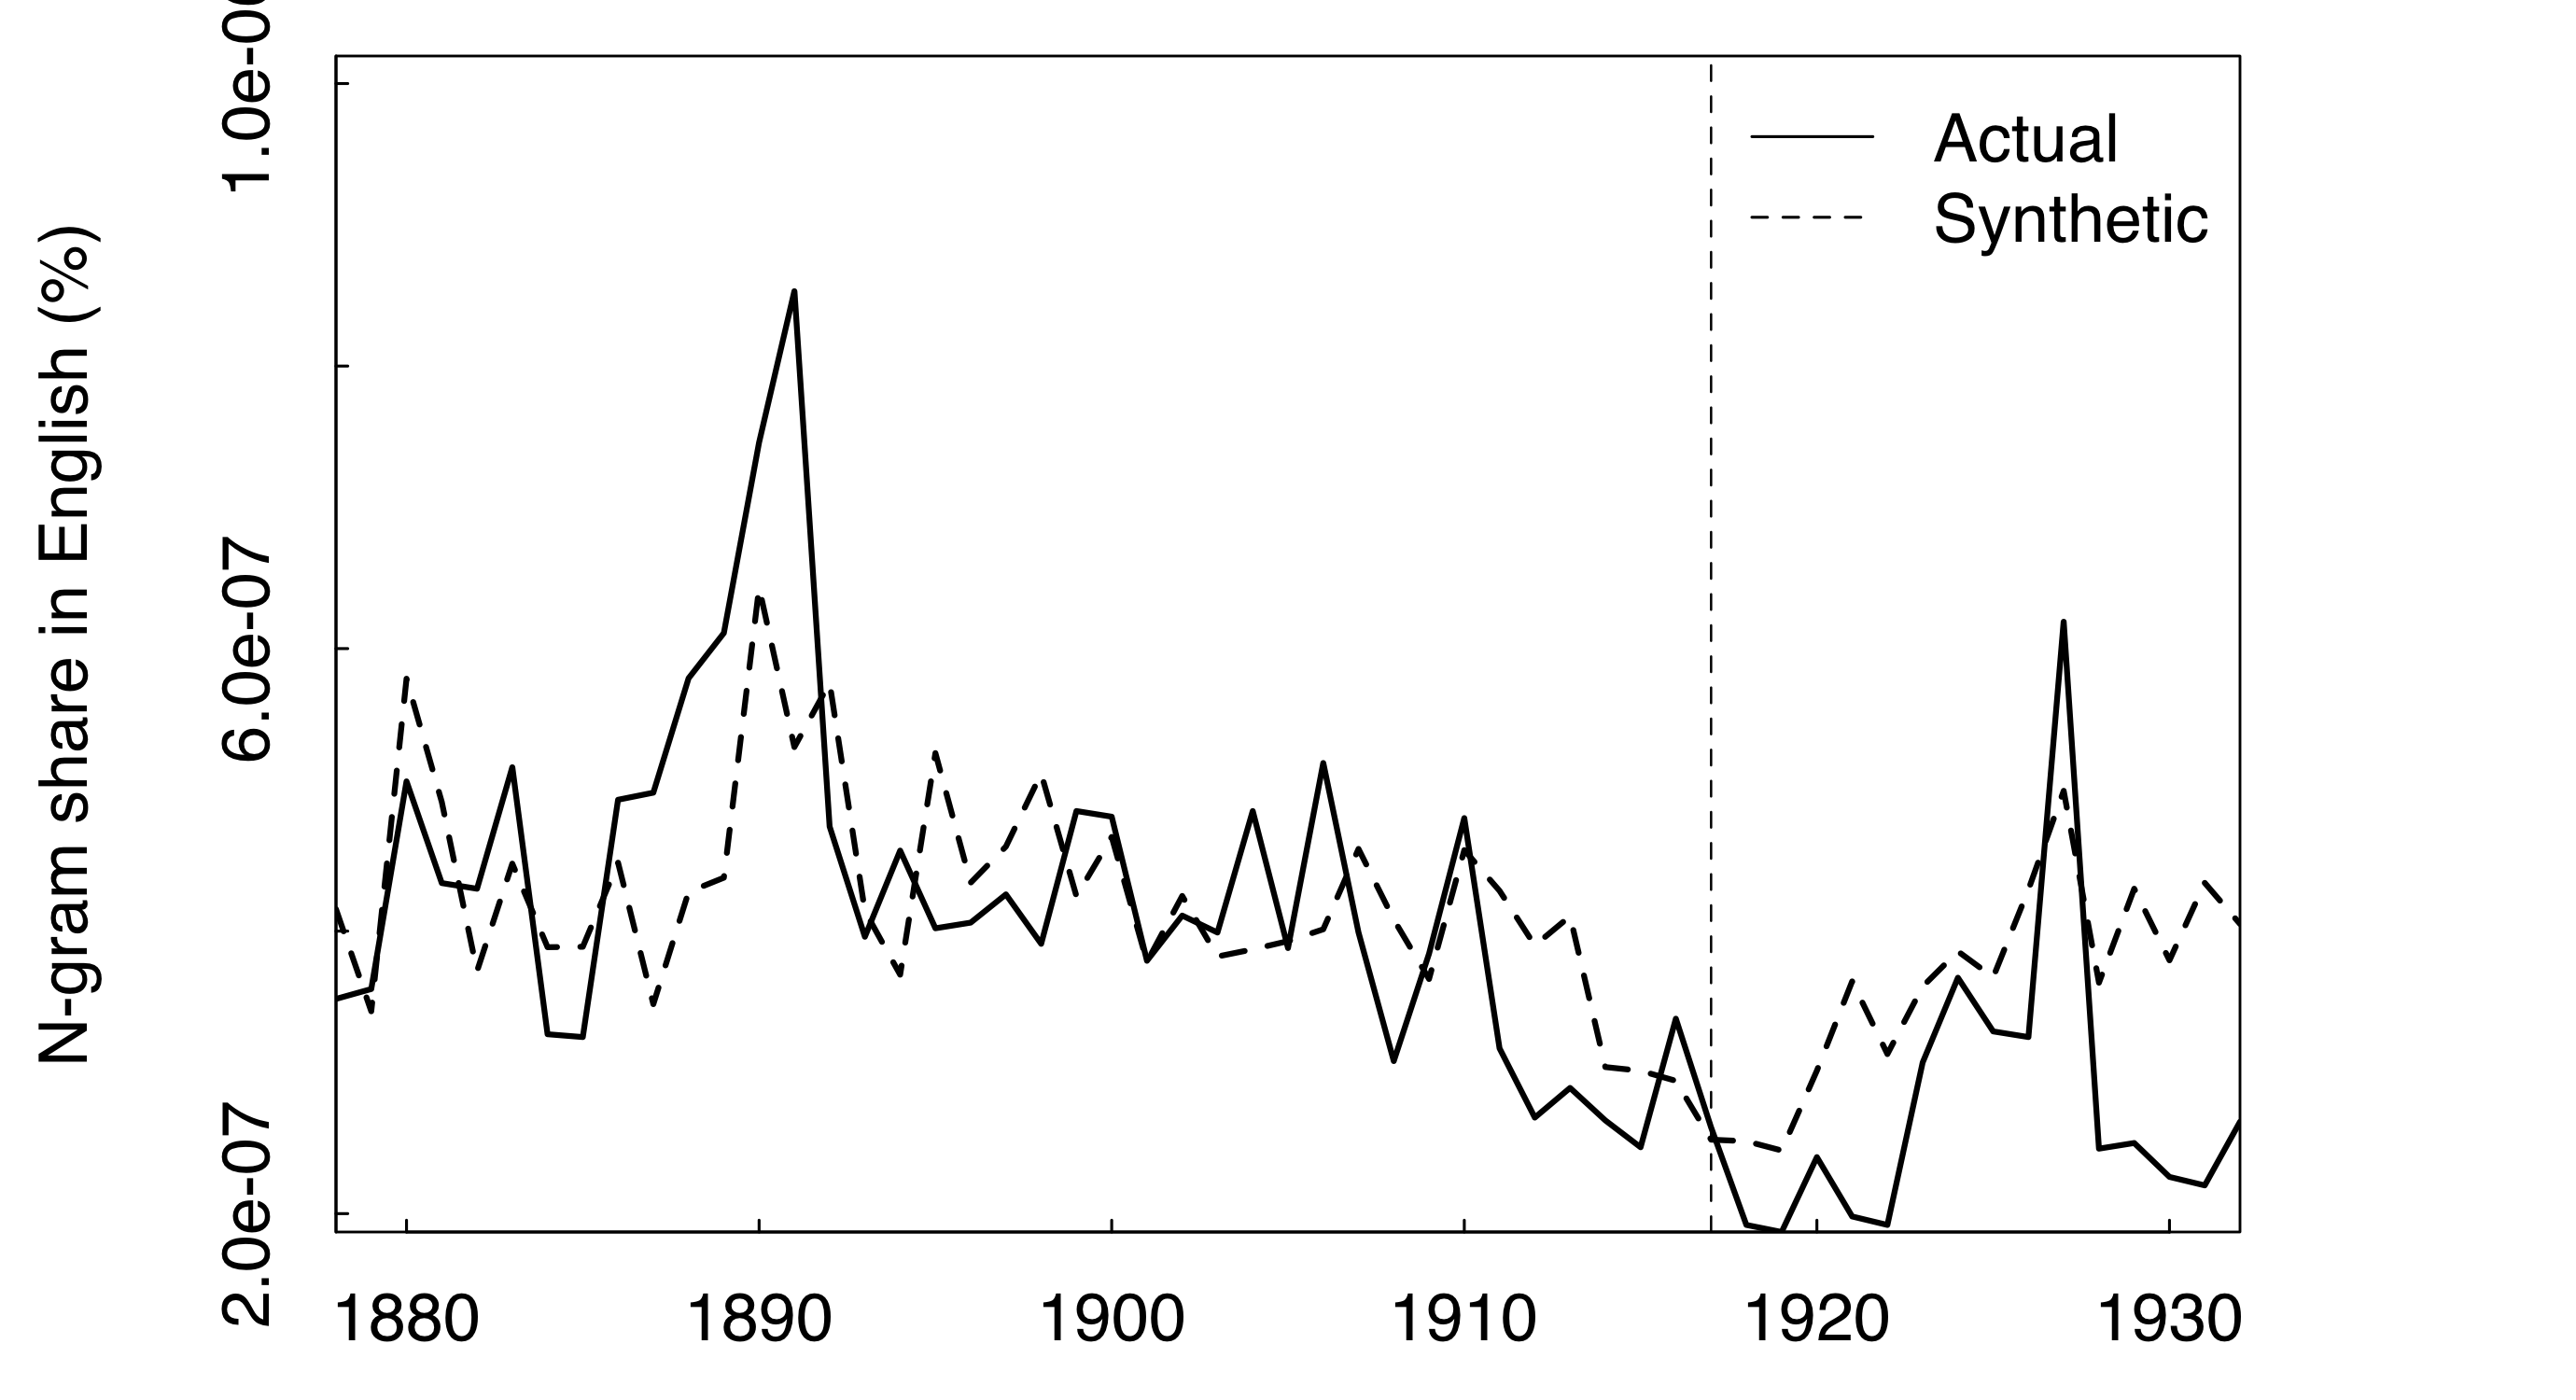 N-gram share in English (%)
6.0e-07
2.0e-07
Actual
Synthetic
1880 1890 1900 1910 1920 1930